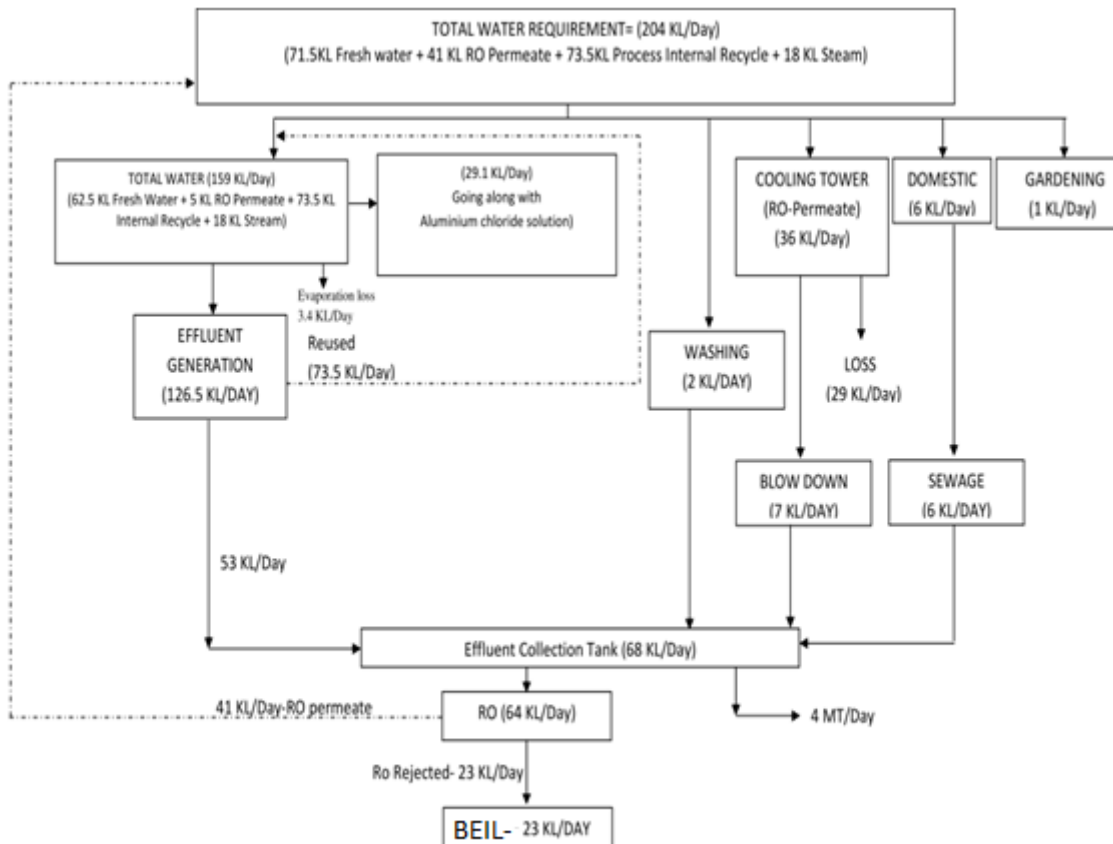 TOTAL WATER REQUIREMENT= (204 KL/Day)
(71.5KL Fresh water + 41 KL RO Permeate + 73.5KL Process Internal Recycle + 18 KL Steam)
TOTAL WATER (159 KL/Day)
(62.5 KL Fresh Water + 5 KL RO Permeate + 73.5 KL
Internal Recycle + 18 KL Stream)
(29.1 KL/Day)
Going along with
Aluminium chloride solution)
COOLING TOWER
(RO-Permeate)
(36 KL/Day)
DOMESTIC
(6 KL/Day)
GARDENING
(1 KL/Day)
Evaporation loss
3.4 KL/Day
Reused
(73.5 KL/Day)
EFFLUENT
GENERATION
(126.5 KL/DAY)
WASHING
(2 KL/DAY)
LOSS
(29 KL/Day)
BLOW DOWN
(7 KL/DAY)
SEWAGE
(6 KL/DAY)
53 KL/Day
Effluent Collection Tank (68 KL/Day)
41 KL/Day-RO permeate
RO (64 KL/Day)
4 MT/Day
Ro Rejected- 23 KL/Day
BEIL- 23 KL/DAY